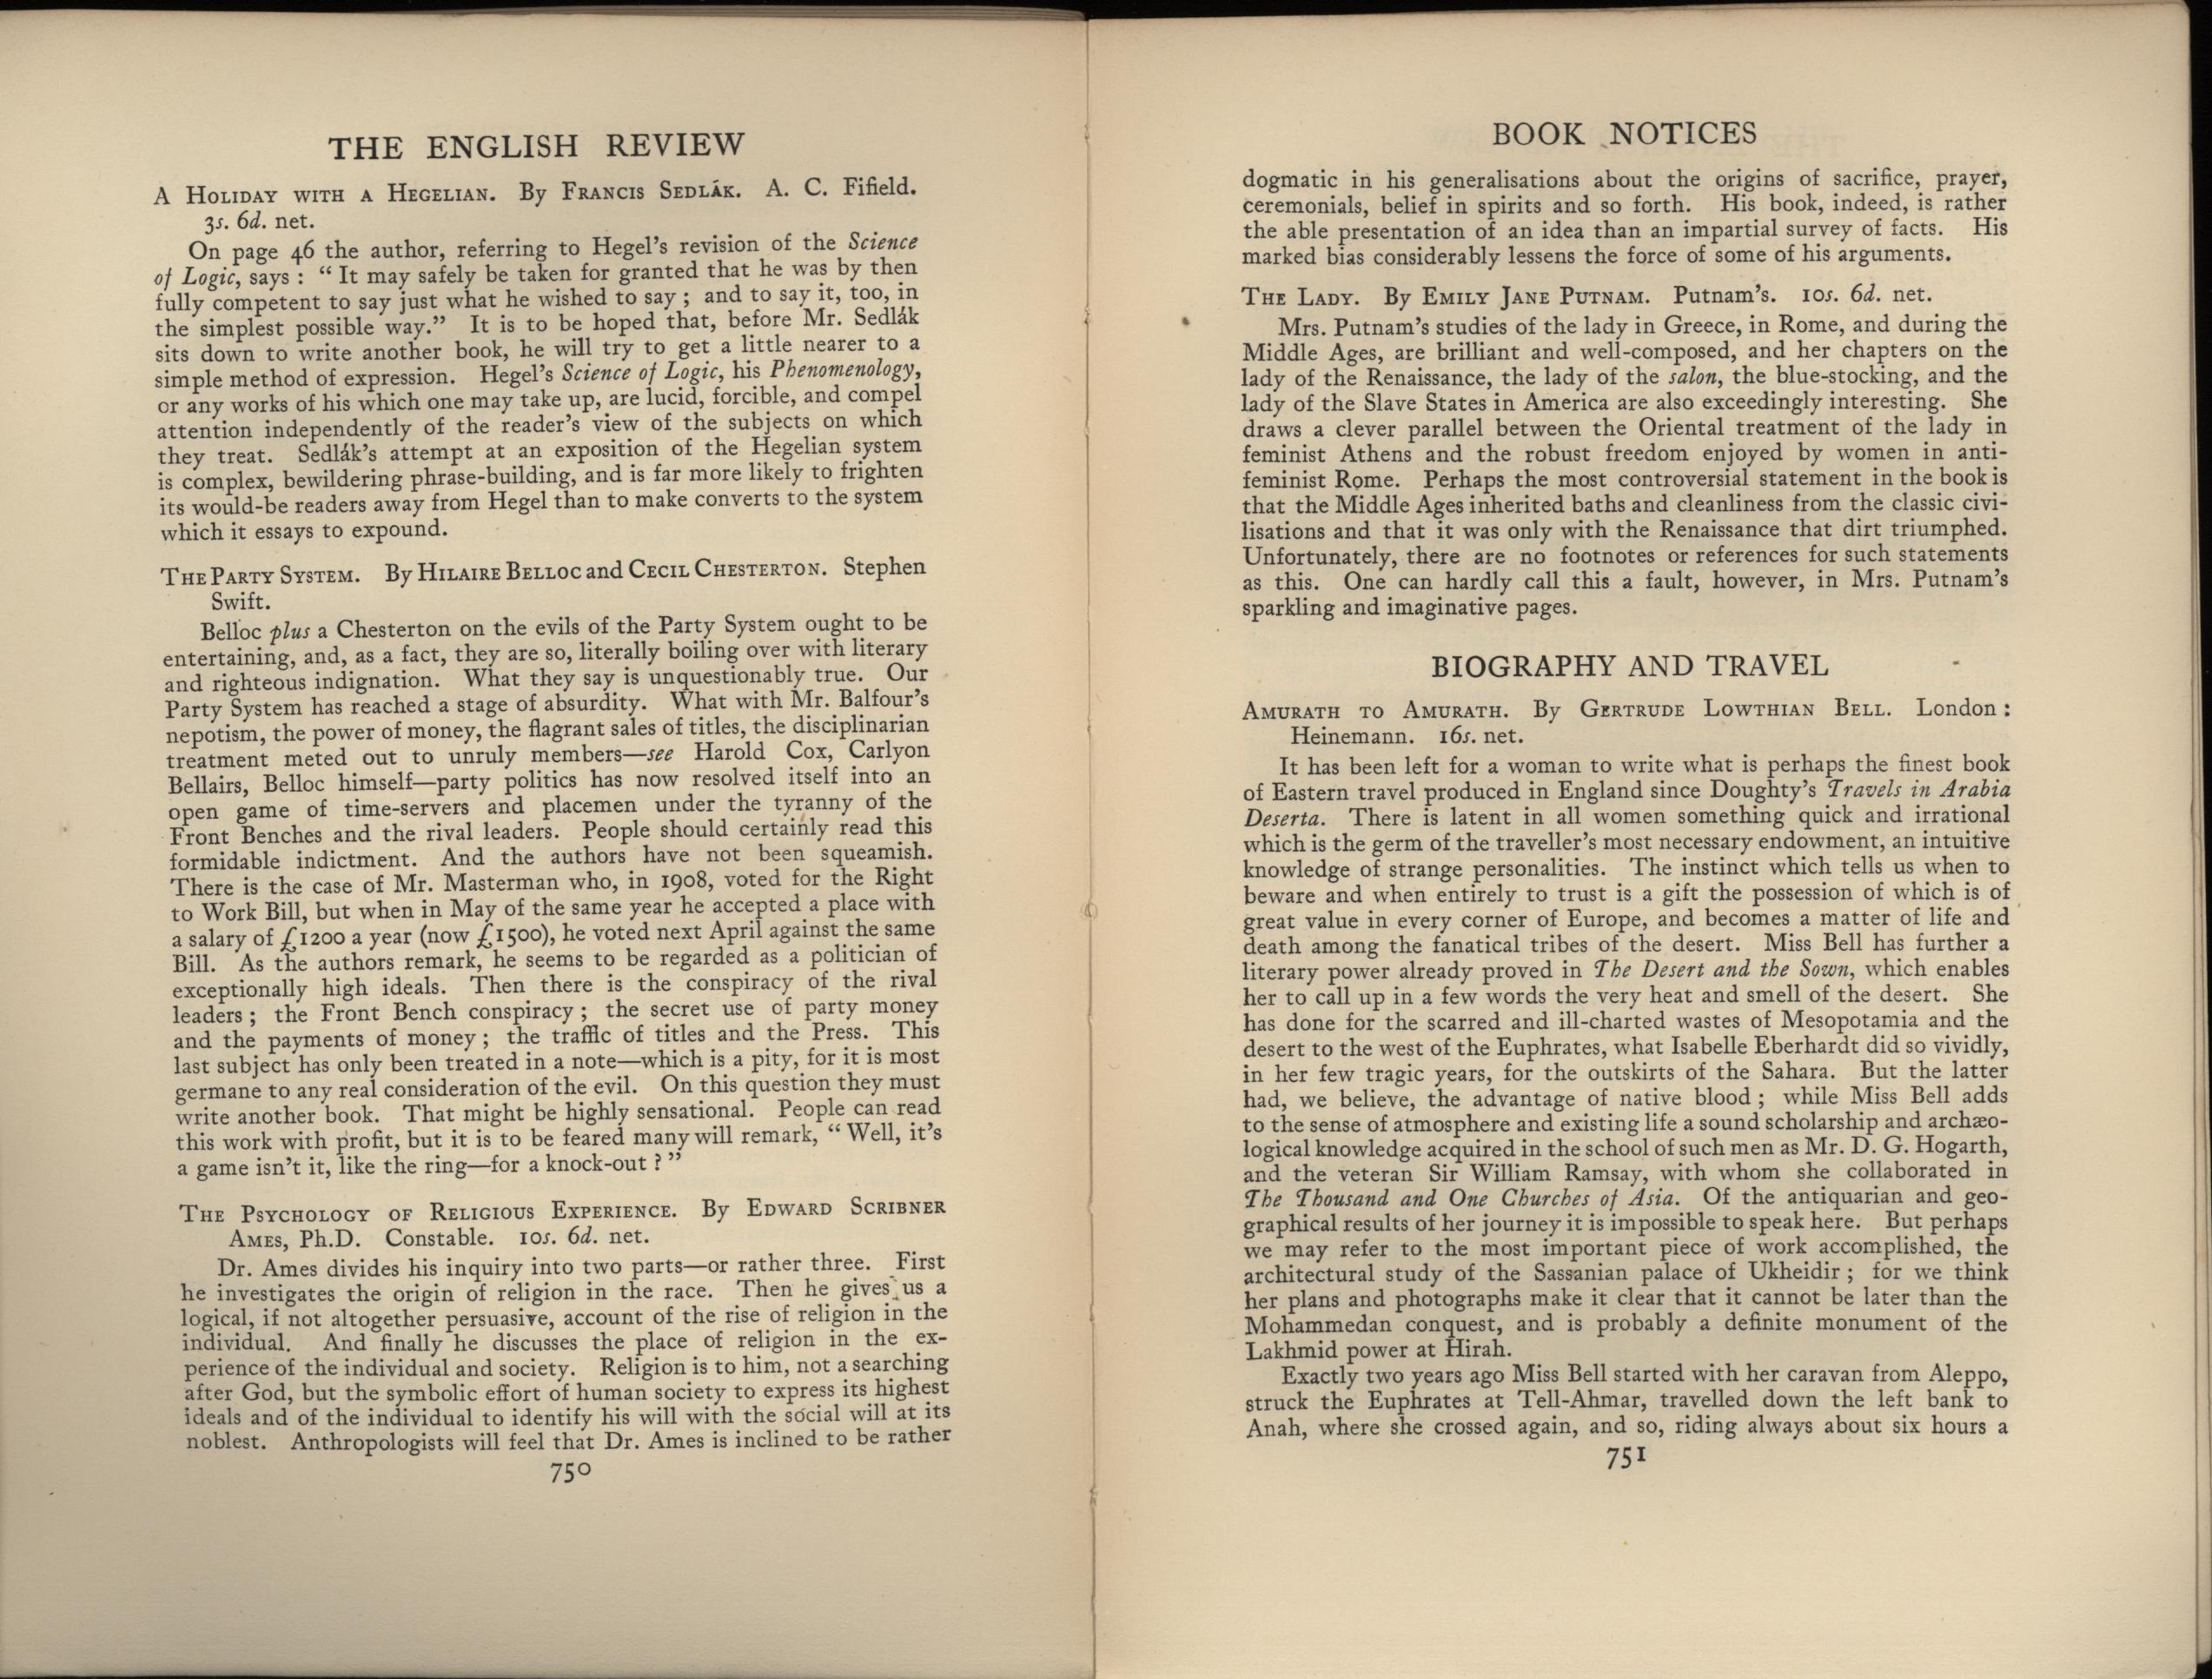 THE ENGLISH REVIEW
A HOLIDAY WITH A HEGELIAN. By FRANCIS SEDLÁK. A. C. Fifield.
3s. 6d. net.
On page 46 the author, referring to Hegel's revision of the Science
of Logic, says : “ It may safely be taken for granted that he was by then
fully competent to say just what he wished to say ; and to say it, too, in
the simplest possible way.” It is to be hoped that, before Mr. Sedlák
sits down to write another book, he will try to get a little nearer to a
simple method of expression. Hegel's Science of Logic, his Phenomenology,
or any works of his which one may take up, are lucid, forcible, and compel
attention independently of the reader's view of the subjects on which
they treat. Sedlák's attempt at an exposition of the Hegelian system
is complex, bewildering phrase-building, and is far more likely to frighten
its would-be readers away from Hegel than to make converts to the system
which it essays to expound.
THE PARTY SYSTEM. By HILAIRE BELLOC and CECIL CHESTERTON. Stephen
Swift.
Belloc plus a Chesterton on the evils of the Party System ought to be
entertaining, and, as a fact, they are so, literally boiling over with literary
and righteous indignation. What they say is unquestionably true. Our
Party System has reached a stage of absurdity. What with Mr. Balfour's
nepotism, the power of money, the flagrant sales of titles, the disciplinarian
treatment meted out to unruly members—see Harold Cox, Carlyon
Bellairs, Belloc himself—party politics has now resolved itself into an
open game of time-servers and placemen under the tyranny of the
Front Benches and the rival leaders. People should certainly read this
formidable indictment. And the authors have not been squeamish.
There is the case of Mr. Masterman who, in 1908, voted for the Right
to Work Bill, but when in May of the same year he accepted a place with
a salary of £1200 a year (now £1500), he voted next April against the same
Bill. As the authors remark, he seems to be regarded as a politician of
exceptionally high ideals. Then there is the conspiracy of the rival
leaders ; the Front Bench conspiracy ; the secret use of party money
and the payments of money ; the traffic of titles and the Press. This
last subject has only been treated in a note—which is a pity, for it is most
germane to any real consideration of the evil. On this question they must
write another book. That might be highly sensational. People can read
this work with profit, but it is to be feared many will remark, “ Well, it's
a game isn't it, like the ring—for a knock-out ? ”
THE PSYCHOLOGY OF RELIGIOUS EXPERIENCE. By EDWARD SCRIBNER
AMES, Ph.D. Constable. 10s. 6d. net.
Dr. Ames divides his inquiry into two parts—or rather three. First
he investigates the origin of religion in the race. Then he gives us a
logical, if not altogether persuasive, account of the rise of religion in the
individual. And finally he discusses the place of religion in the ex-
perience of the individual and society. Religion is to him, not a searching
after God, but the symbolic effort of human society to express its highest
ideals and of the individual to identify his will with the social will at its
noblest. Anthropologists will feel that Dr. Ames is inclined to be rather
750
BOOK NOTICES
dogmatic in his generalisations about the origins of sacrifice, prayer,
ceremonials, belief in spirits and so forth. His book, indeed, is rather
the able presentation of an idea than an impartial survey of facts. His
marked bias considerably lessens the force of some of his arguments.
THE LADY. By EMILY JANE PUTNAM. Putnam's. 10s. 6d. net.
Mrs. Putnam's studies of the lady in Greece, in Rome, and during the
Middle Ages, are brilliant and well-composed, and her chapters on the
lady of the Renaissance, the lady of the salon, the blue-stocking, and the
lady of the Slave States in America are also exceedingly interesting. She
draws a clever parallel between the Oriental treatment of the lady in
feminist Athens and the robust freedom enjoyed by women in anti-
feminist Rome. Perhaps the most controversial statement in the book is
that the Middle Ages inherited baths and cleanliness from the classic civi-
lisations and that it was only with the Renaissance that dirt triumphed.
Unfortunately, there are no footnotes or references for such statements
as this. One can hardly call this a fault, however, in Mrs. Putnam's
sparkling and imaginative pages.
BIOGRAPHY AND TRAVEL
AMURATH TO AMURATH. By GERTRUDE LOWTHIAN BELL. London :
Heinemann. 16s. net.
It has been left for a woman to write what is perhaps the finest book
of Eastern travel produced in England since Doughty's Travels in Arabia
Deserta. There is latent in all women something quick and irrational
which is the germ of the traveller's most necessary endowment, an intuitive
knowledge of strange personalities. The instinct which tells us when to
beware and when entirely to trust is a gift the possession of which is of
great value in every corner of Europe, and becomes a matter of life and
death among the fanatical tribes of the desert. Miss Bell has further a
literary power already proved in The Desert and the Sown, which enables
her to call up in a few words the very heat and smell of the desert. She
has done for the scarred and ill-charted wastes of Mesopotamia and the
desert to the west of the Euphrates, what Isabelle Eberhardt did so vividly,
in her few tragic years, for the outskirts of the Sahara. But the latter
had, we believe, the advantage of native blood ; while Miss Bell adds
to the sense of atmosphere and existing life a sound scholarship and archæo-
logical knowledge acquired in the school of such men as Mr. D. G. Hogarth,
and the veteran Sir William Ramsay, with whom she collaborated in
The Thousand and One Churches of Asia. Of the antiquarian and geo-
graphical results of her journey it is impossible to speak here. But perhaps
we may refer to the most important piece of work accomplished, the
architectural study of the Sassanian palace of Ukheidir ; for we think
her plans and photographs make it clear that it cannot be later than the
Mohammedan conquest, and is probably a definite monument of the
Lakhmid power at Hirah.
Exactly two years ago Miss Bell started with her caravan from Aleppo,
struck the Euphrates at Tell-Ahmar, travelled down the left bank to
Anah, where she crossed again, and so, riding always about six hours a
751